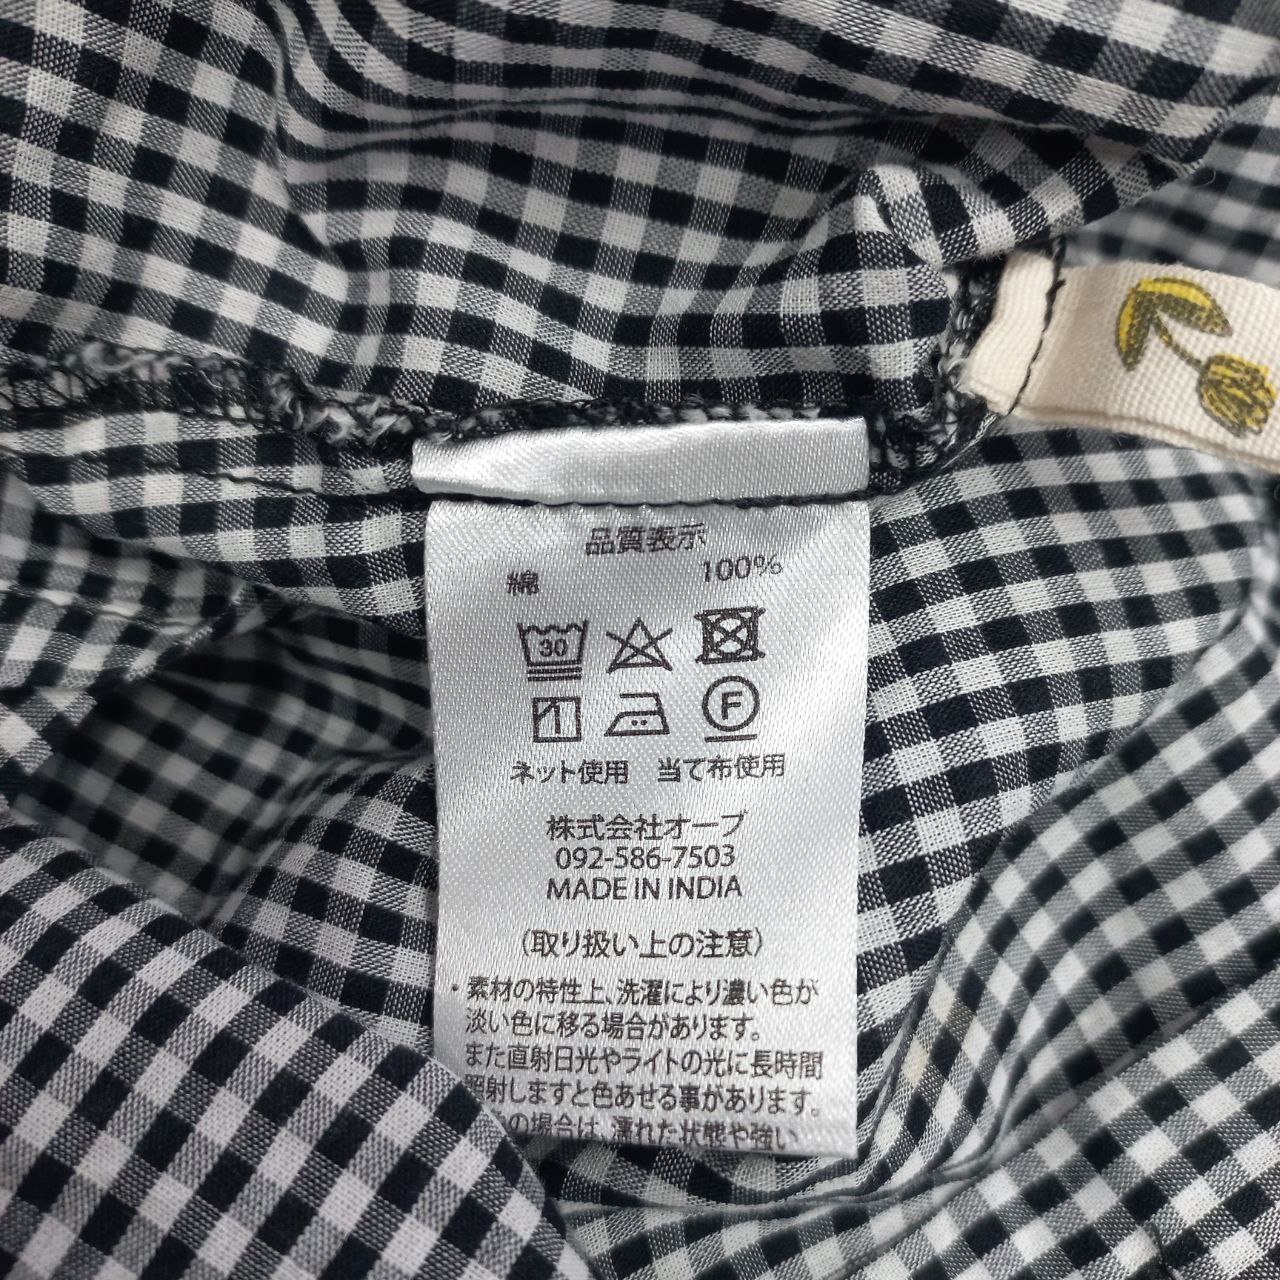 品質表示
綿 100%
30
F
ネット使用 当て布使用
株式会社オーブ
092-586-7503
MADE IN INDIA
(取り扱い上の注意)
・素材の特性上、洗濯により濃い色が
淡い色に移る場合があります。
また直射日光やライトの光に長時間
照射しますと色あせる事があります。
の場合は、濡れた状態や強い